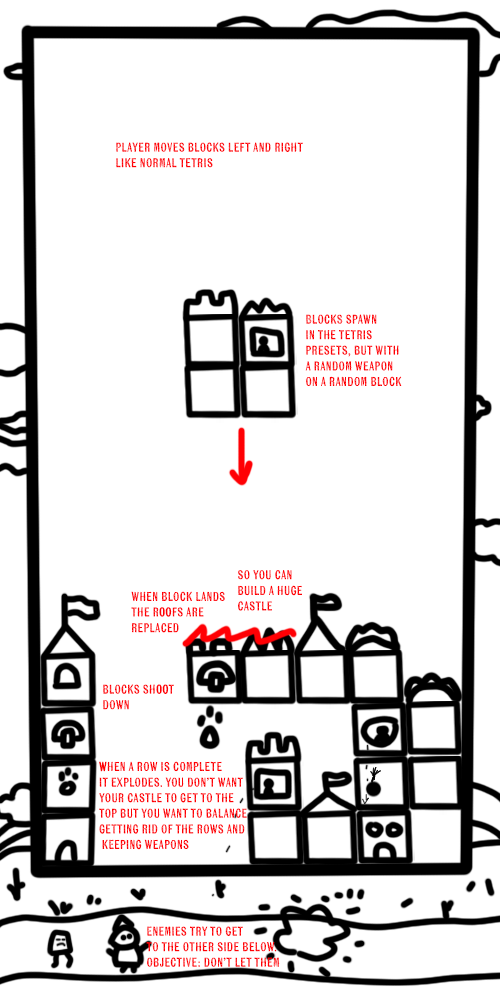 PLAYER MOVES BLOCKS LEFT AND RIGHT
LIKE NORMAL TETRIS
BLOCKS SPAWN
IN THE TETRIS
PRESETS, BUT WITH
A RANDOM WEAPON
ON A RANDOM BLOCK
SO YOU CAN
BUILD A HUGE
CASTLE
WHEN BLOCK LANDS
THE ROOFS ARE
REPLACED
BLOCKS SHOOT
DOWN
WHEN A ROW IS COMPLETE
IT EXPLODES. YOU DON'T WANT
YOUR CASTLE TO GET TO THE
TOP BUT YOU WANT TO BALANCE
GETTING RID OF THE ROWS AND
KEEPING WEAPONS
ENEMIES TRY TO GET
TO THE OTHER SIDE BELOW.
OBJECTIVE: DON'T LET THEM